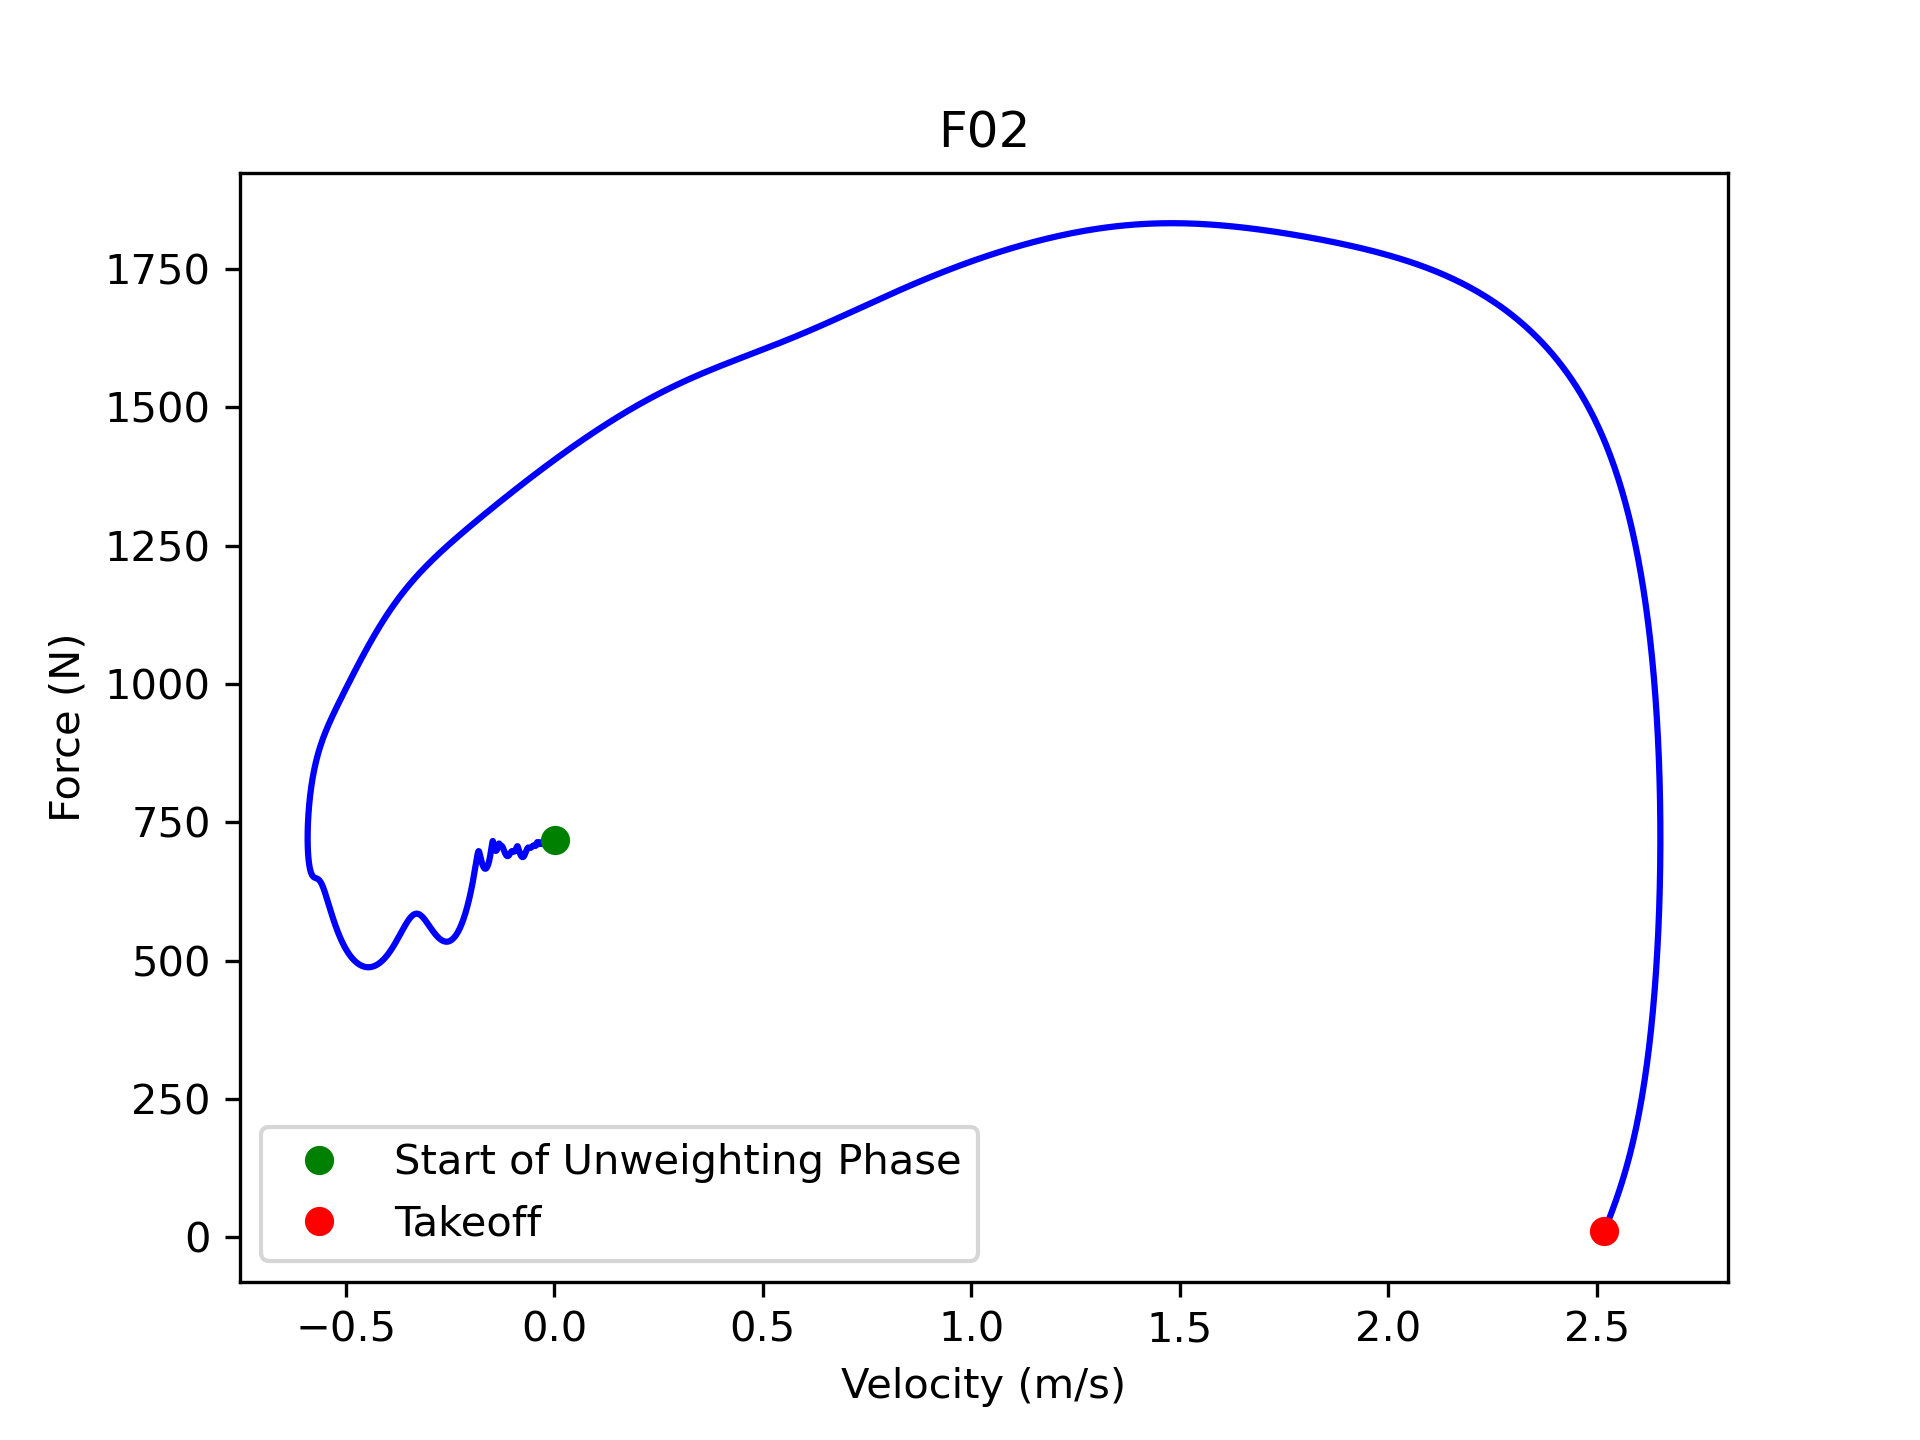 F02
Force (N)
1750
1500
1250
1000
750
500
250
0
Start of Unweighting Phase
Takeoff
−0.5 0.0 0.5 1.0 1.5 2.0 2.5
Velocity (m/s)